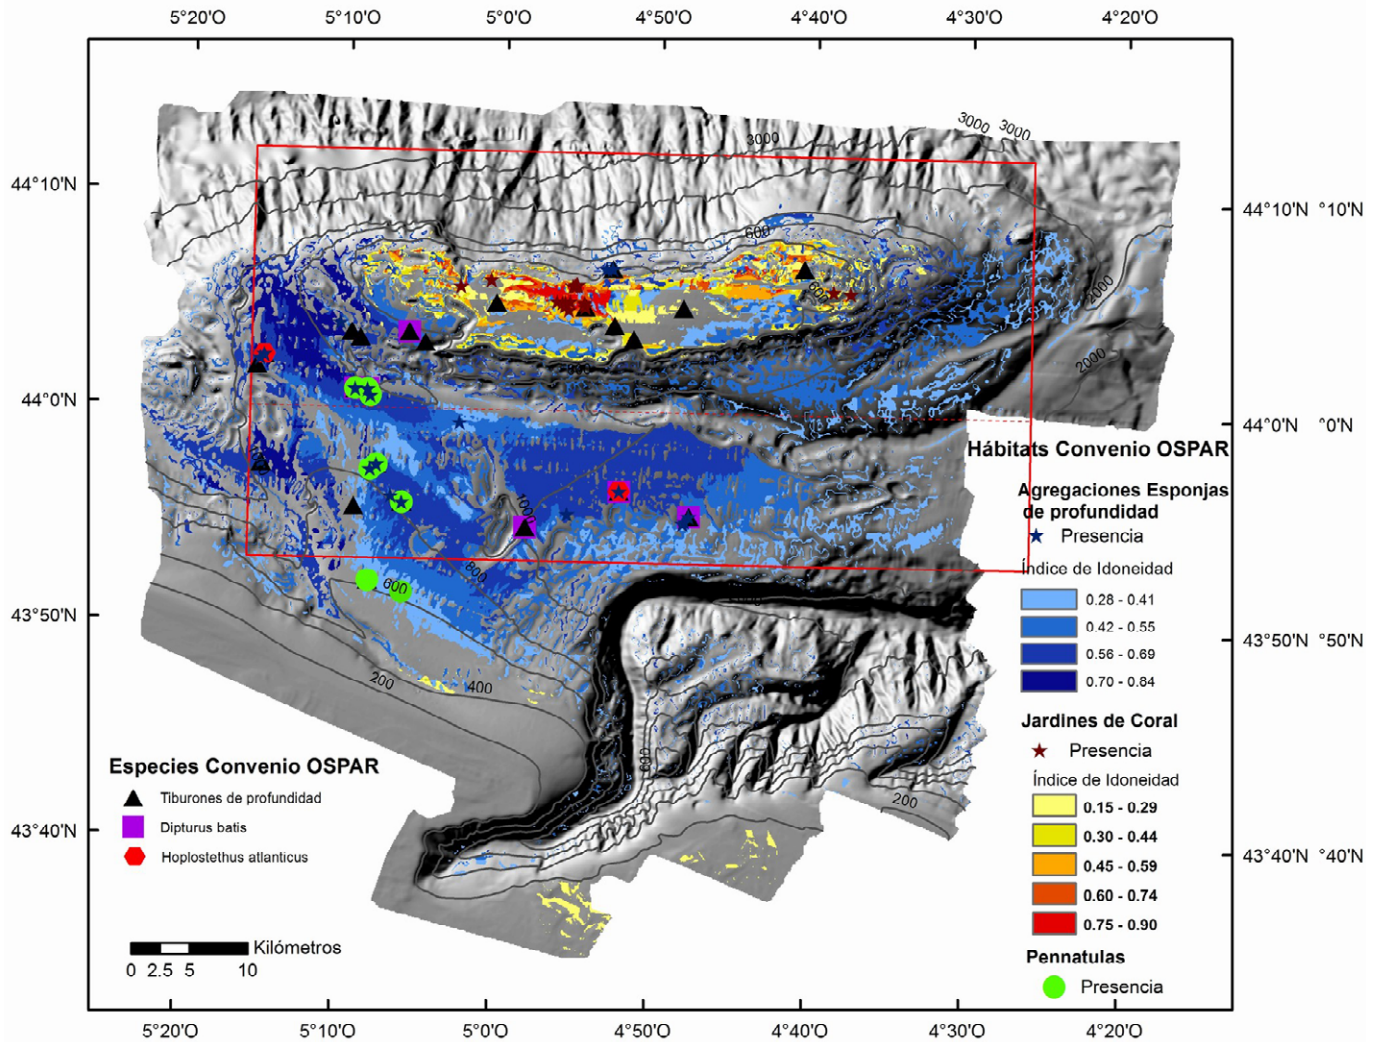 5°20'O 5°10'O 5°0'O 4°50'O 4°40'O 4°30'O 4°20'O
3000 3000
3000
44°10'N
44°10'N °10'N
600
600
2000
2000
44°0'N
44°0'N °0'N
Hábitats Convenio OSPAR
Agregaciones Esponjas
de profundidad
Presencia
Índice de Idoneidad
0.28 - 0.41
0.42 - 0.55
0.56 - 0.69
0.70 - 0.84
1000
800
600
43°50'N
43°50'N °50'N
200
400
600
200
Jardines de Coral
Presencia
Índice de Idoneidad
0.15 - 0.29
0.30 - 0.44
0.45 - 0.59
0.60 - 0.74
0.75 - 0.90
Pennatulas
Presencia
Especies Convenio OSPAR
Tiburones de profundidad
Dipturus batis
Hoplostethus atlanticus
43°40'N
43°40'N °40'N
Kilómetros
0 2.5 5 10
5°20'O 5°10'O 5°0'O 4°50'O 4°40'O 4°30'O 4°20'O